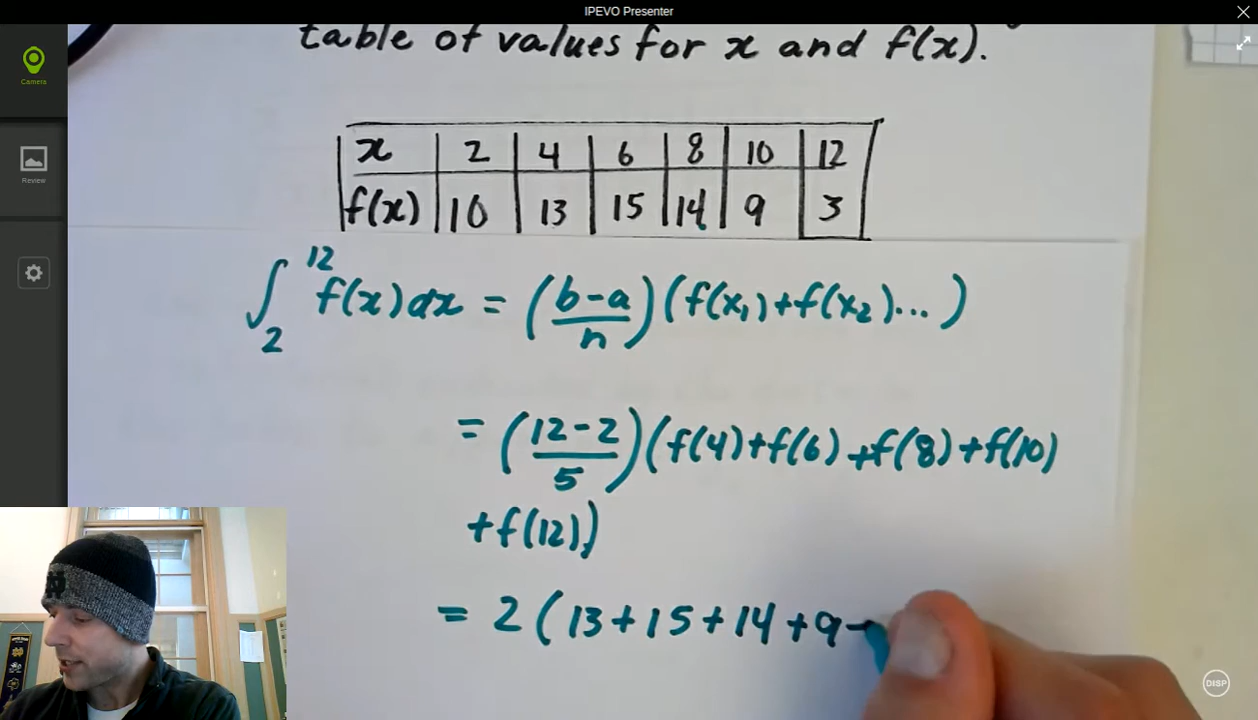 IPEVO Presenter
Camera
Review
table of values for x and f(x).
x | 2 | 4 | 6 | 8 | 10 | 12
f(x) | 10 | 13 | 15 | 14 | 9 | 3
∫₂¹² f(x)dx = (b-a/n)(f(x₁)+f(x₂)...)
= (12-2/5)(f(4)+f(6)+f(8)+f(10)
+f(12))
= 2(13+15+14+9
DISP